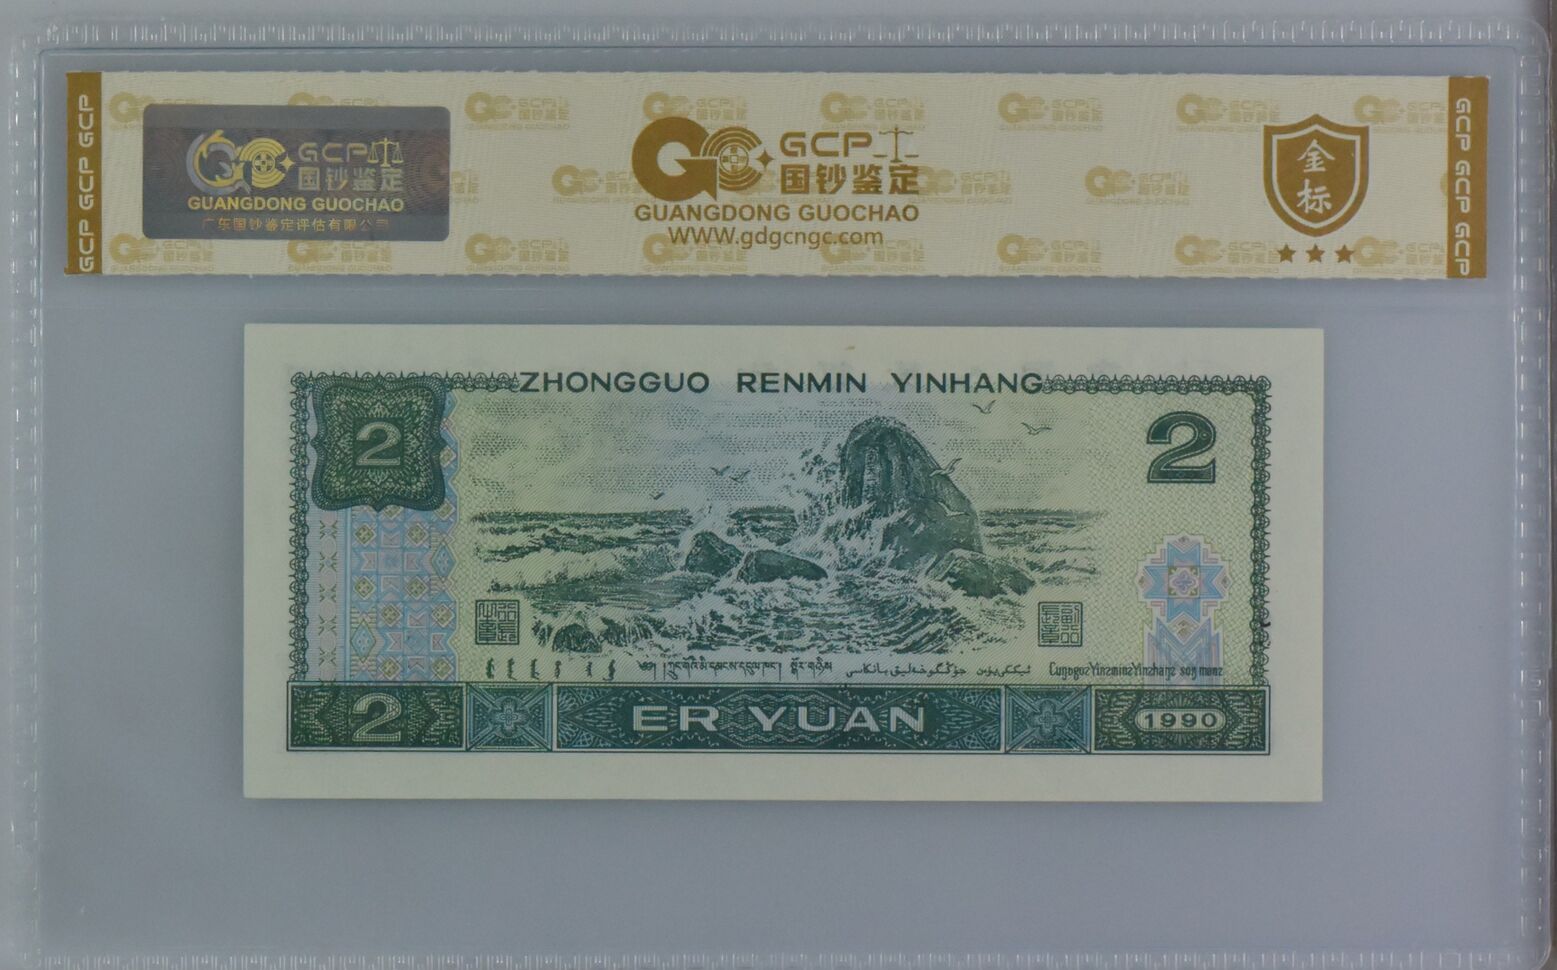 GCP GCP GCP
GCP
国钞鉴定
GUANGDONG GUOCHAO
广东国钞鉴定评估有限公司
GCP
国钞鉴定
GUANGDONG GUOCHAO
WWW.gdgcngc.com
金
标
GCP GCP GCP
ZHONGGUO RENMIN YINHANG
2
2
2
ER YUAN
1990